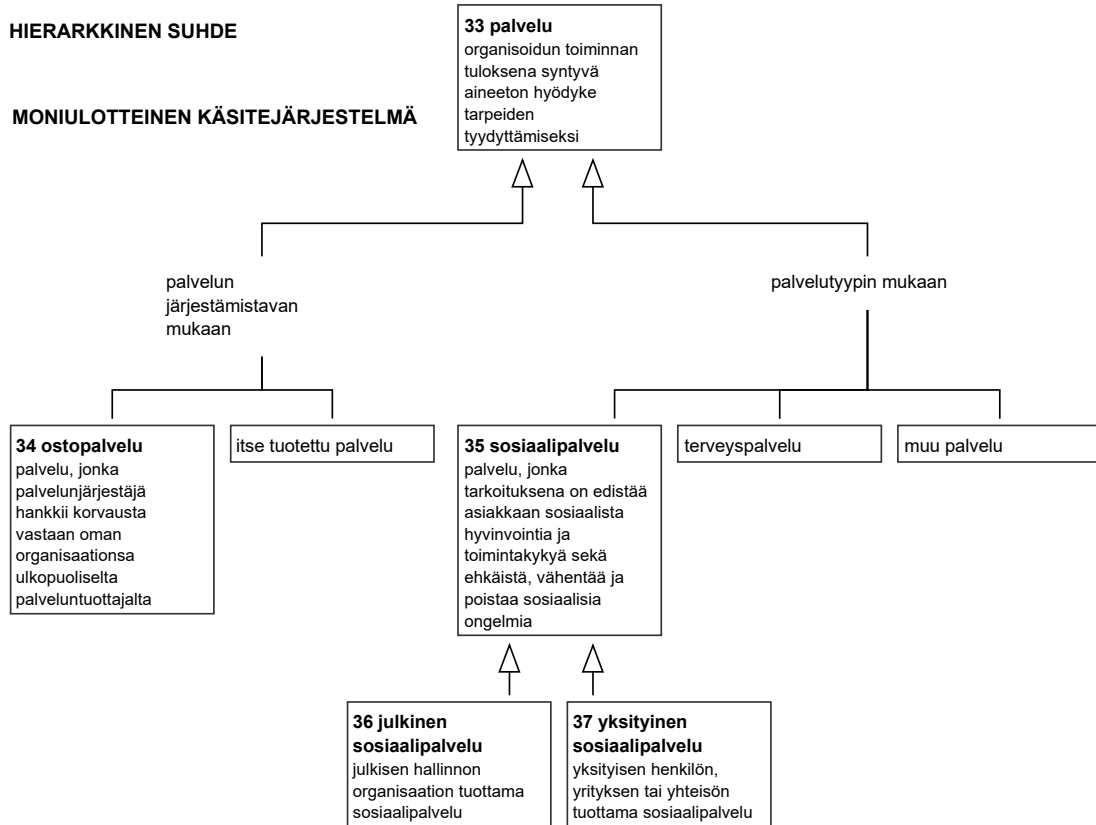 HIERARKKINEN SUHDE
MONIULOTTEINEN KÄSITEJÄRJESTELMÄ
33 palvelu
organisoidun toiminnan
tuloksena syntyvä
aineeton hyödyke
tarpeiden
tyydyttämiseksi
palvelun
järjestämistavan
mukaan
palvelutyypin mukaan
34 ostopalvelu
palvelu, jonka
palvelunjärjestäjä
hankkii korvausta
vastaan oman
organisaationsa
ulkopuoliselta
palveluntuottajalta
itse tuotettu palvelu
35 sosiaalipalvelu
palvelu, jonka
tarkoituksena on edistää
asiakkaan sosiaalista
hyvinvointia ja
toimintakykyä sekä
ehkäistä, vähentää ja
poistaa sosiaalisia
ongelmia
terveyspalvelu
muu palvelu
36 julkinen
sosiaalipalvelu
julkisen hallinnon
organisaation tuottama
sosiaalipalvelu
37 yksityinen
sosiaalipalvelu
yksityisen henkilön,
yrityksen tai yhteisön
tuottama sosiaalipalvelu